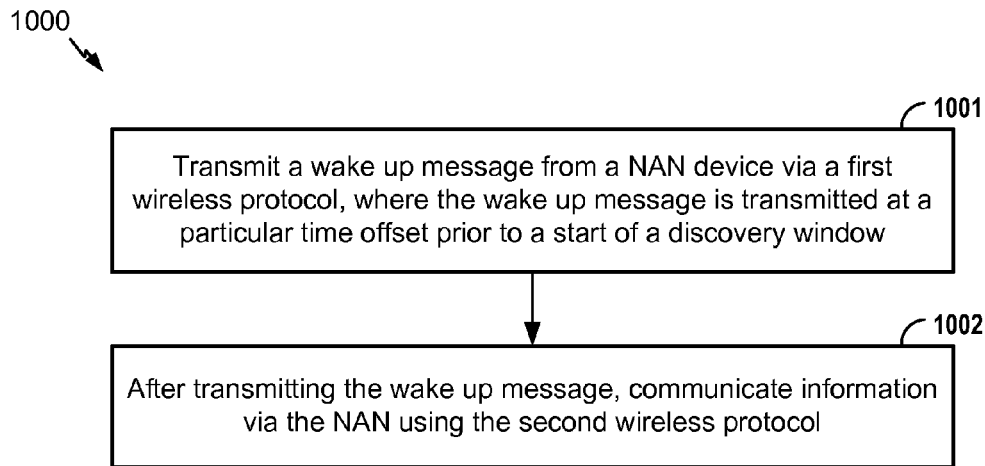 1000
1001
Transmit a wake up message from a NAN device via a first
wireless protocol, where the wake up message is transmitted at a
particular time offset prior to a start of a discovery window
1002
After transmitting the wake up message, communicate information
via the NAN using the second wireless protocol